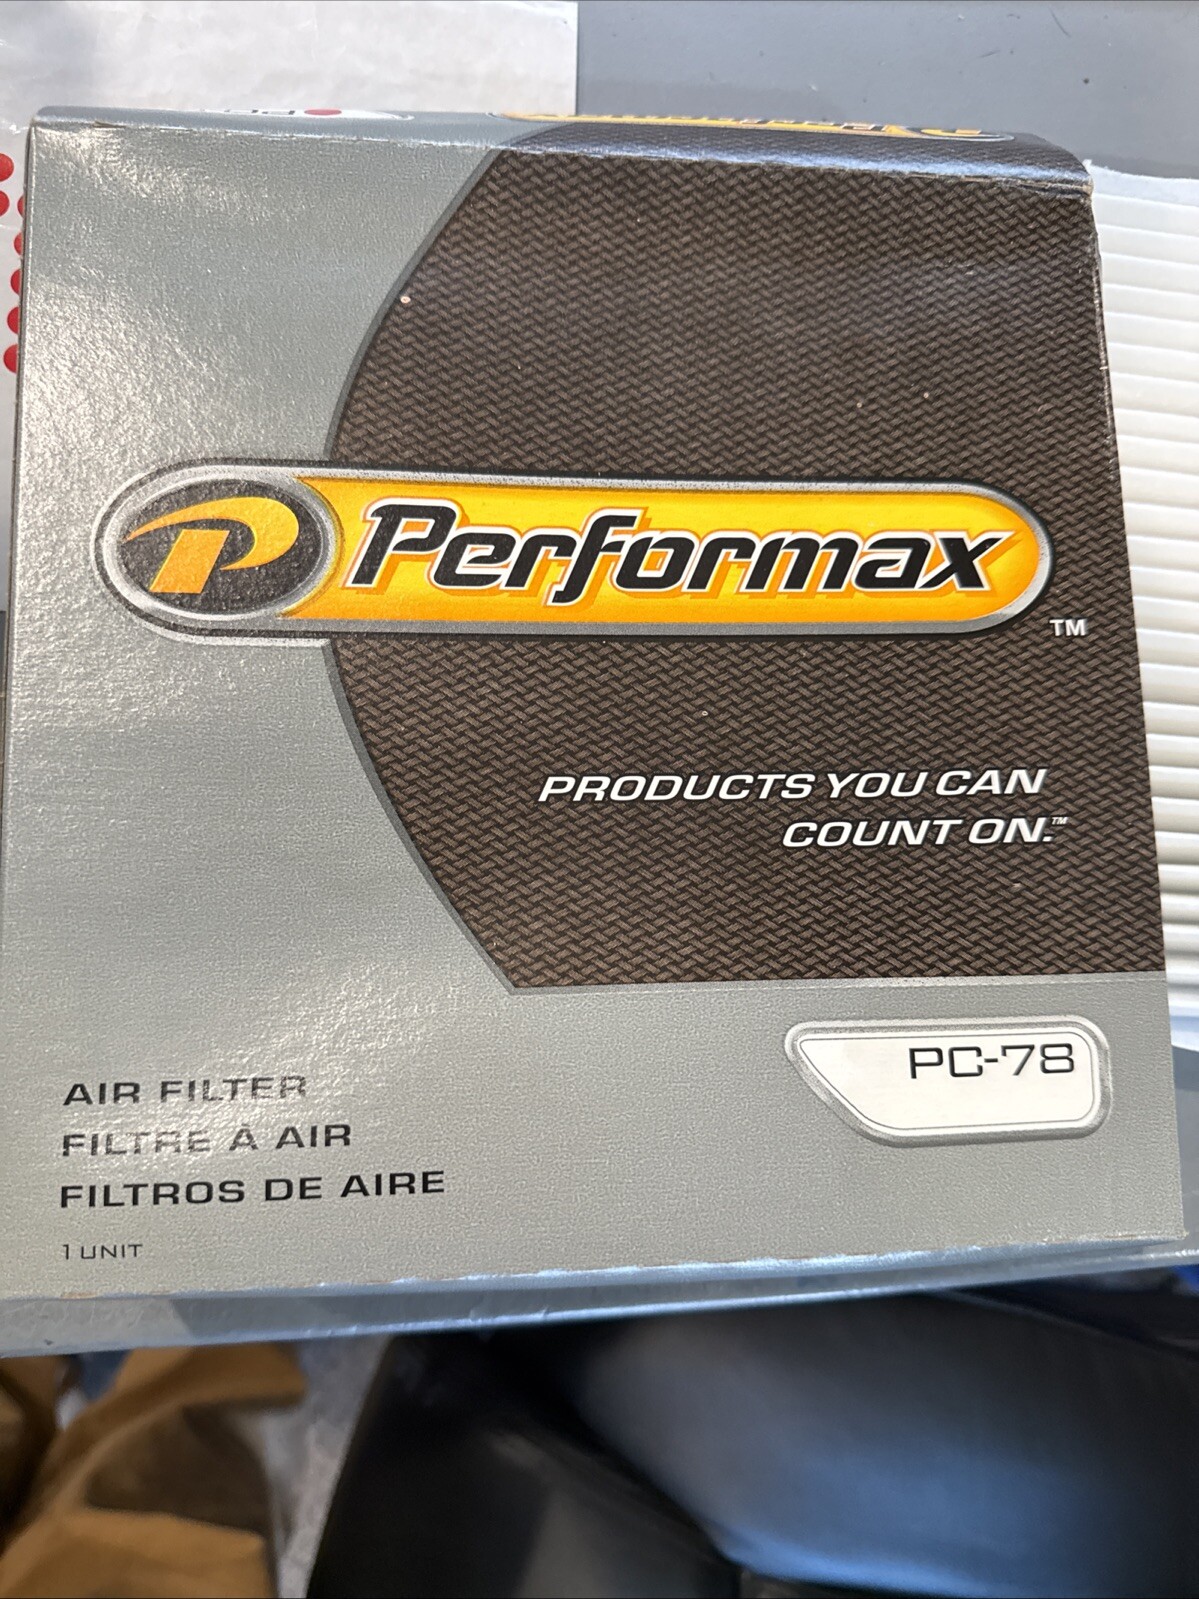 Performax
TM
PRODUCTS YOU CAN
COUNT ON.™
PC-78
AIR FILTER
FILTRE À AIR
FILTROS DE AIRE
1 UNIT